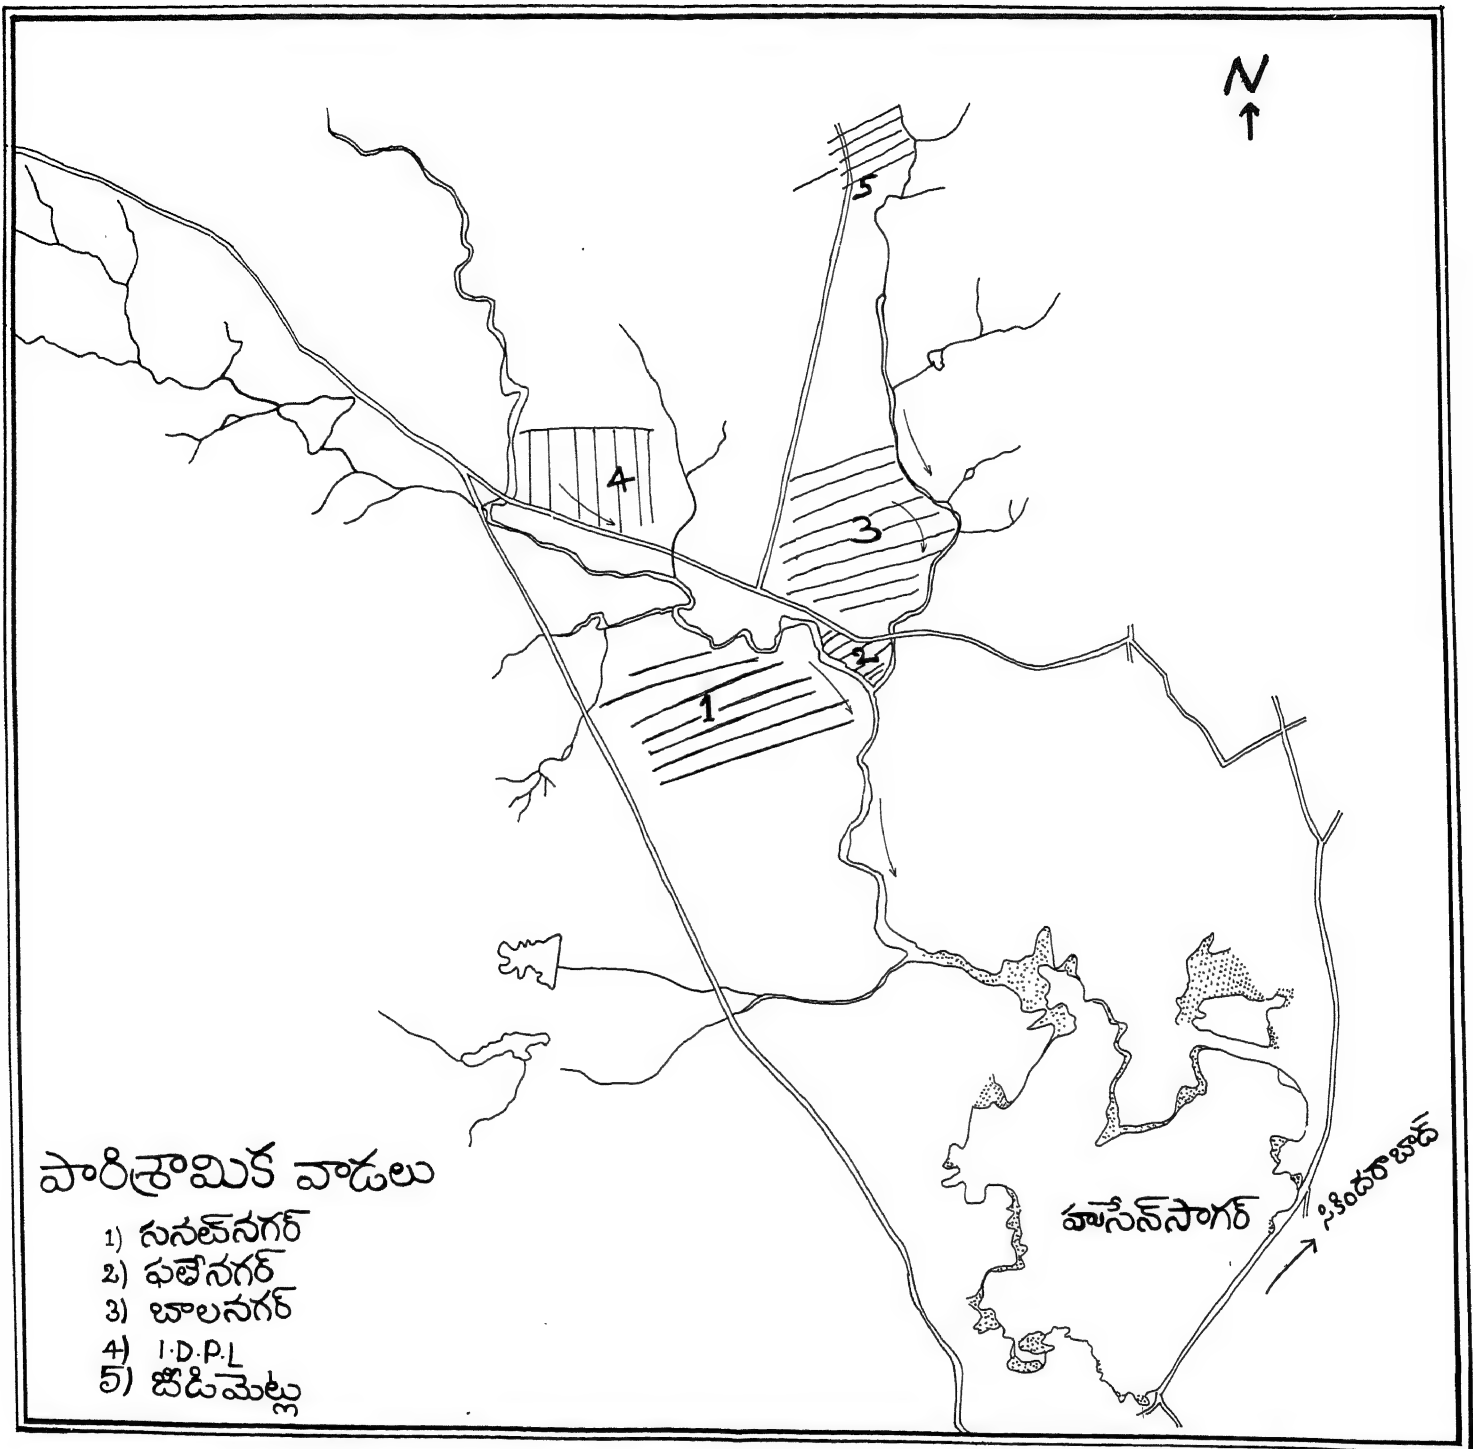 N
5
4
3
2
1
పారిశ్రామిక వాడలు
1) సనత్‌నగర్
2) ఫతేనగర్
3) బాలనగర్
4) I.D.P.L
5) జోడిమెట్లు
హుసేన్‌సాగర్
సికిందరాబాద్